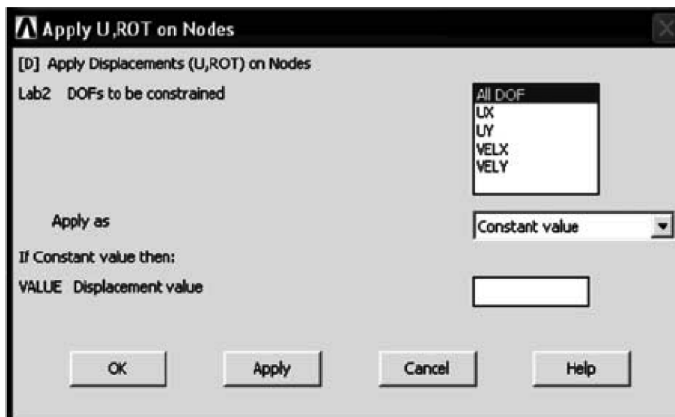 Apply U,ROT on Nodes
[D] Apply Displacements (U,ROT) on Nodes
Lab2 DOFs to be constrained
All DOF
UX
UY
VELX
VELY
Apply as
Constant value
If Constant value then:
VALUE Displacement value
OK Apply Cancel Help